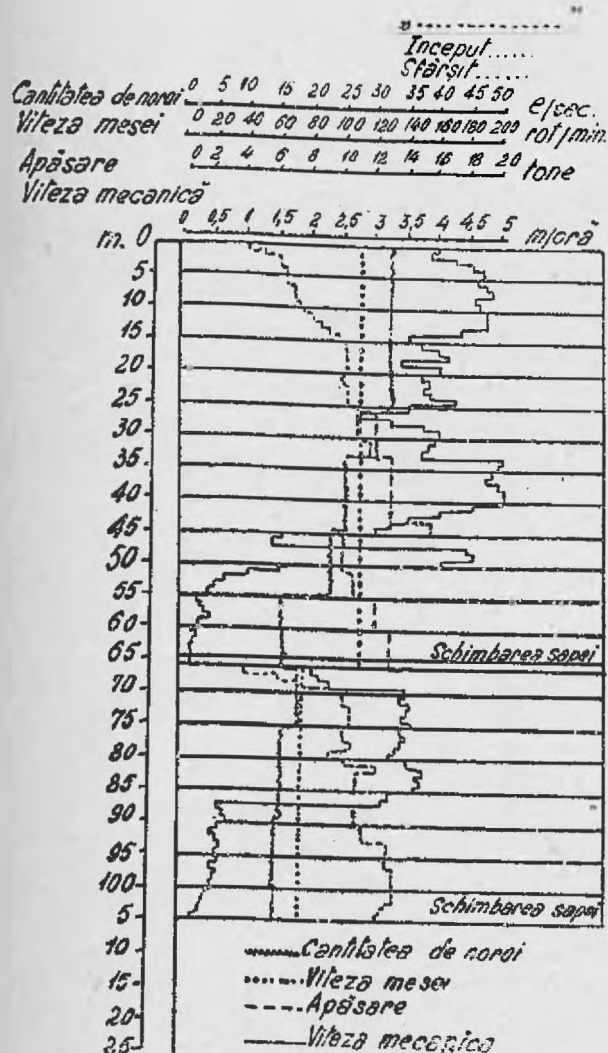 Început......
Sfârșit......
Cantitatea de noroi 0 5 10 15 20 25 30 35 40 45 50 e/sec.
Viteza mesei 0 20 40 60 80 100 120 140 160 180 200 rot/min.
Apăsare 0 2 4 6 8 10 12 14 16 18 20 tone
Viteza mecanică
0 0,5 1 1,5 2 2,5 3 3,5 4 4,5 5 m/oră
m. 0
5
10
15
20
25
30
35
40
45
50
55
60
65 Schimbarea sapei
70
75
80
85
90
95
100 Schimbarea sapei
5
10
15
20
25
Cantitatea de noroi
Viteza mesei
Apăsare
Viteza mecanica